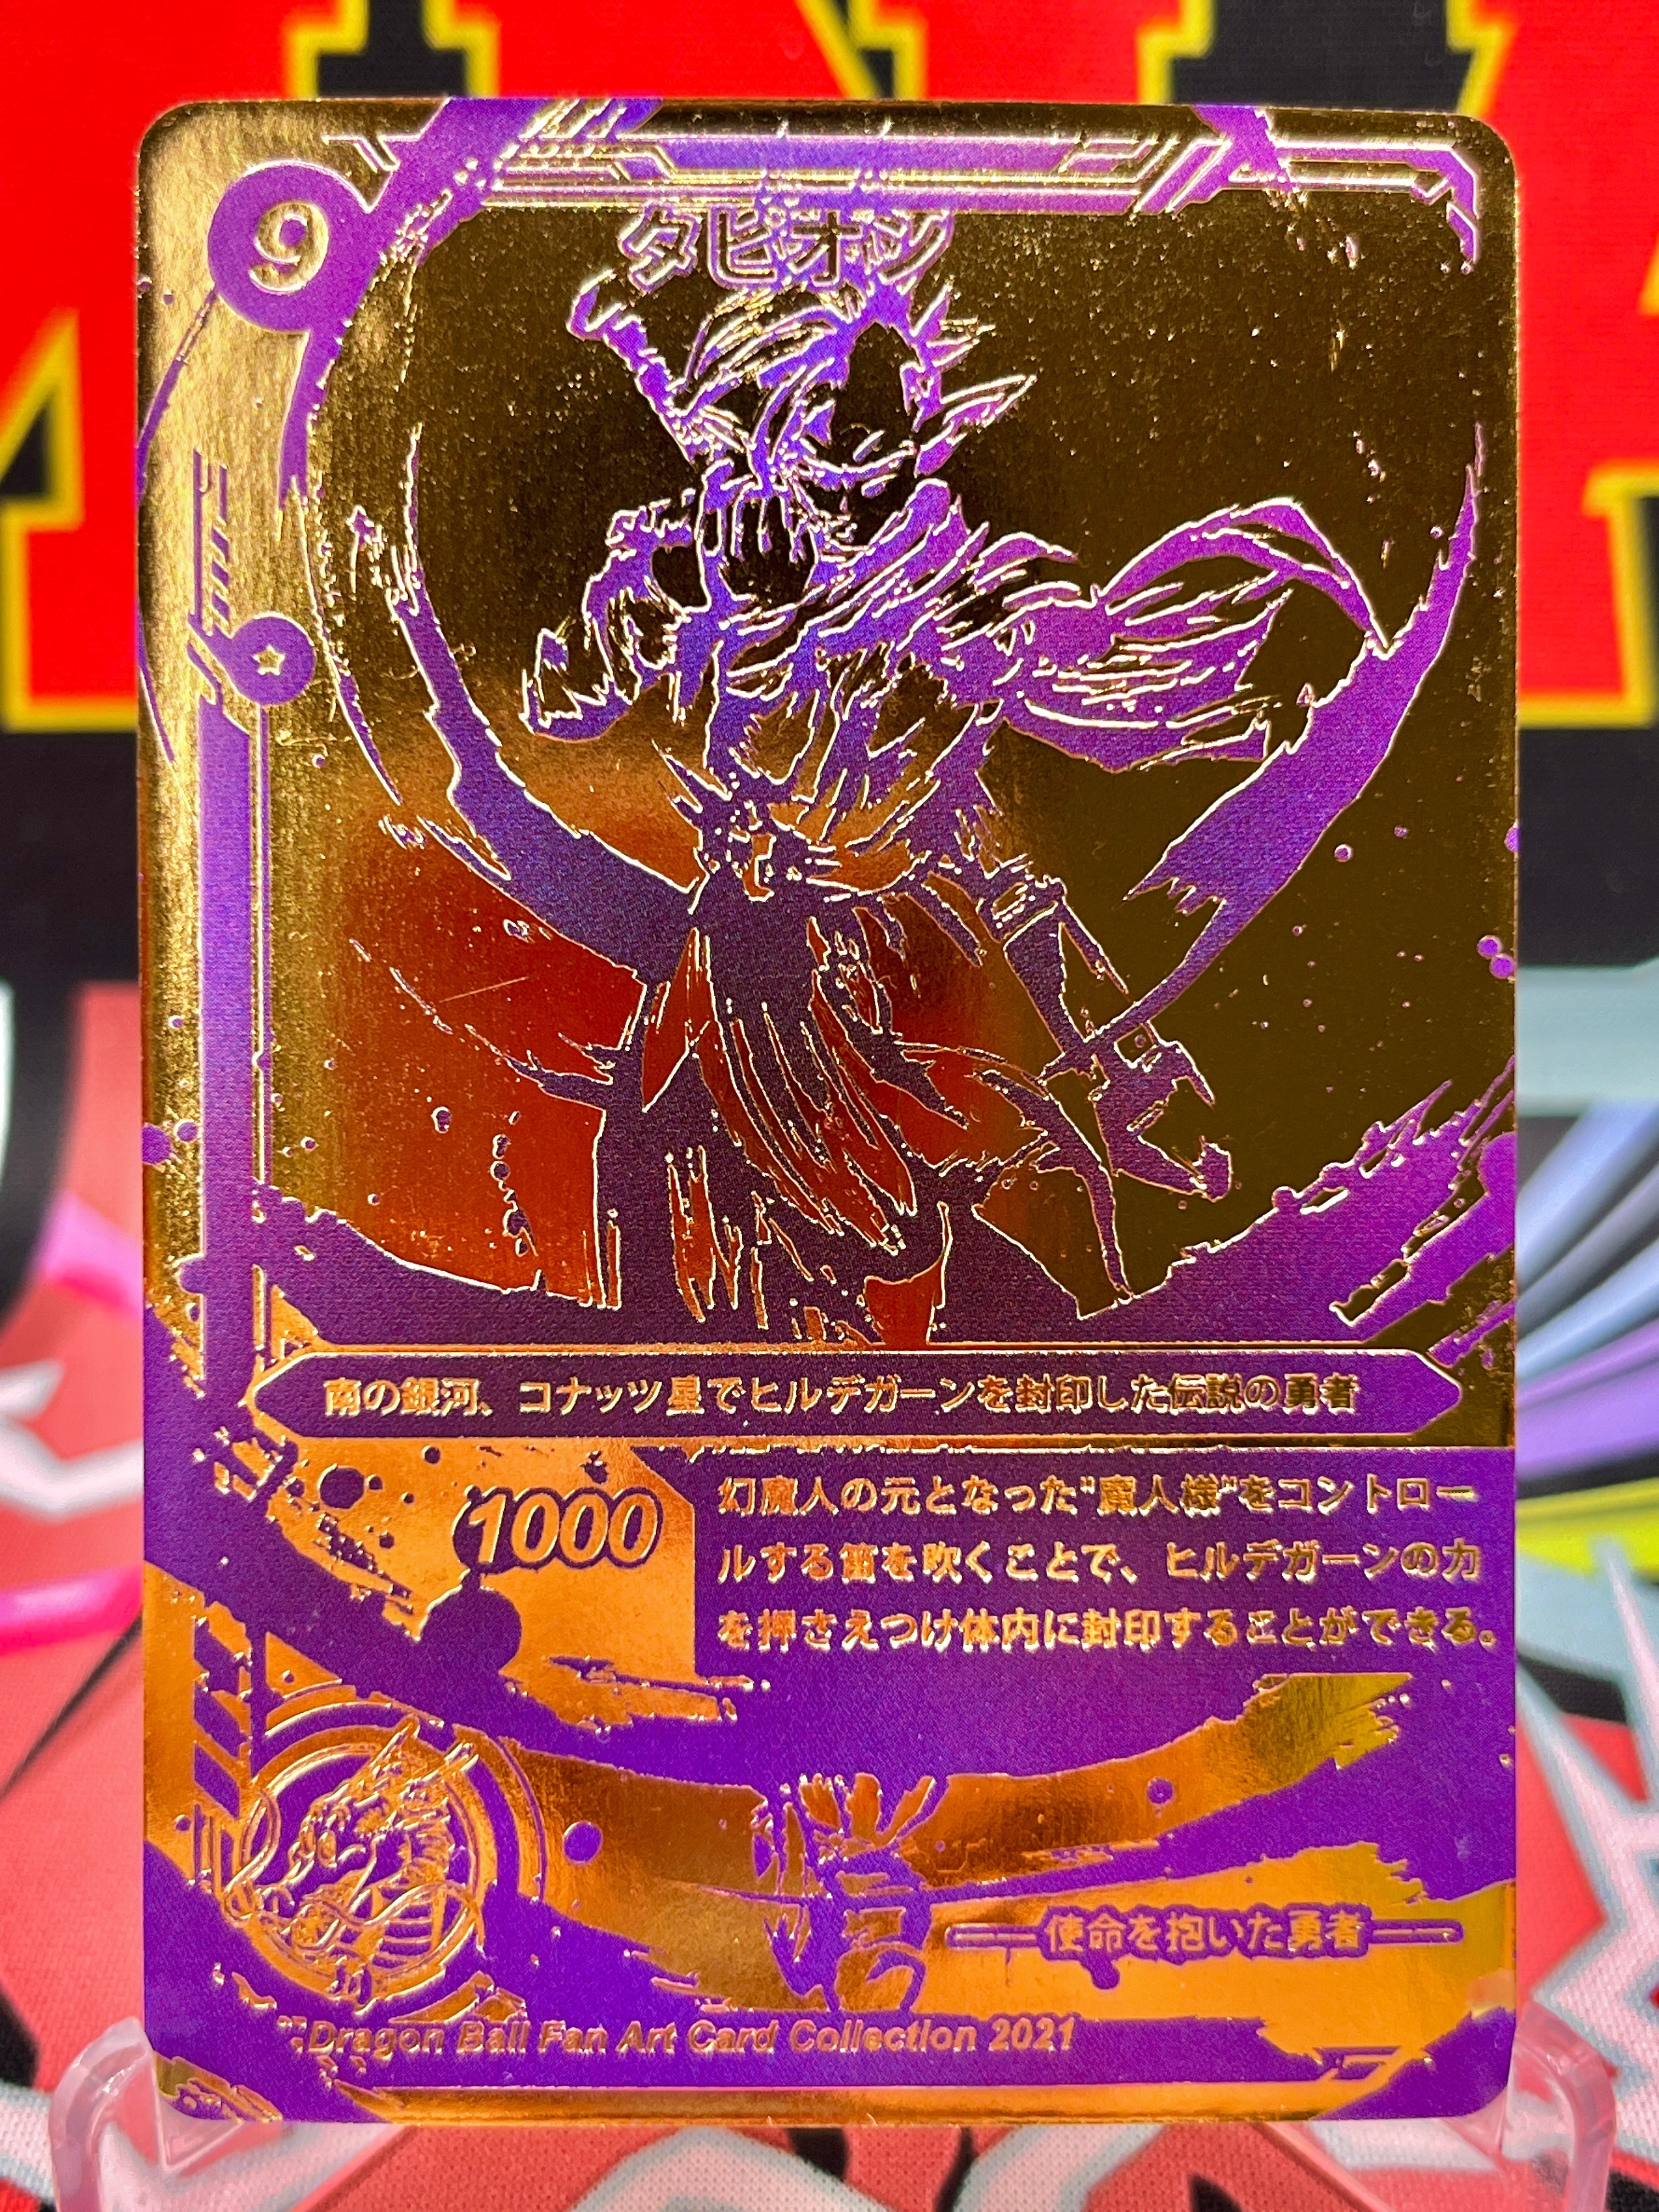 9
タピオン
南の銀河、コナッツ星でヒルデガーンを封印した伝説の勇者
1000
幻魔人の元となった"魔人様"をコントロー
ルする笛を吹くことで、ヒルデガーンの力
を押さえつけ体内に封印することができる。
使命を抱いた勇者
Dragon Ball Fan Art Card Collection 2021